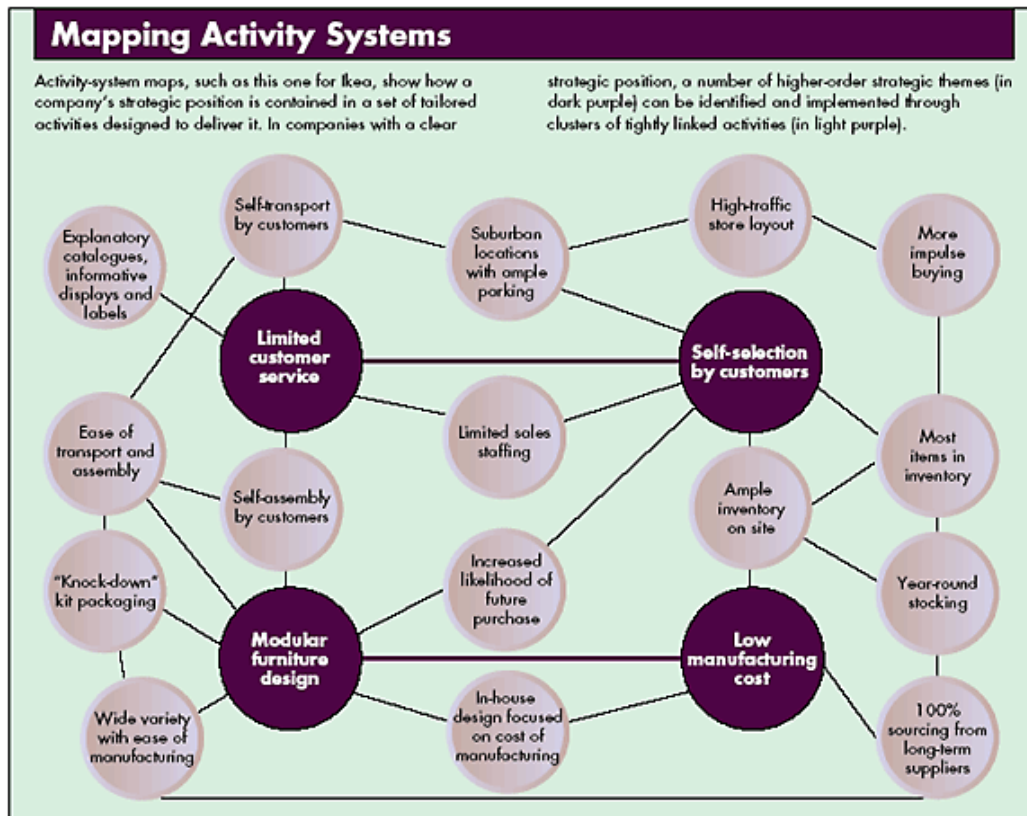 Mapping Activity Systems
Activity-system maps, such as this one for Ikea, show how a
company's strategic position is contained in a set of tailored
activities designed to deliver it. In companies with a clear
strategic position, a number of higher-order strategic themes (in
dark purple) can be identified and implemented through
clusters of tightly linked activities (in light purple).
Self-transport
by customers
High-traffic
store layout
Explanatory
catalogues,
informative
displays and
labels
Suburban
locations
with ample
parking
More
impulse
buying
Limited
customer
service
Self-selection
by customers
Ease of
transport and
assembly
Limited sales
staffing
Most
items in
inventory
Self-assembly
by customers
Ample
inventory
on site
"Knock-down"
kit packaging
Increased
likelihood of
future
purchase
Year-round
stocking
Modular
furniture
design
Low
manufacturing
cost
Wide variety
with ease of
manufacturing
In-house
design focused
on cost of
manufacturing
100%
sourcing from
long-term
suppliers